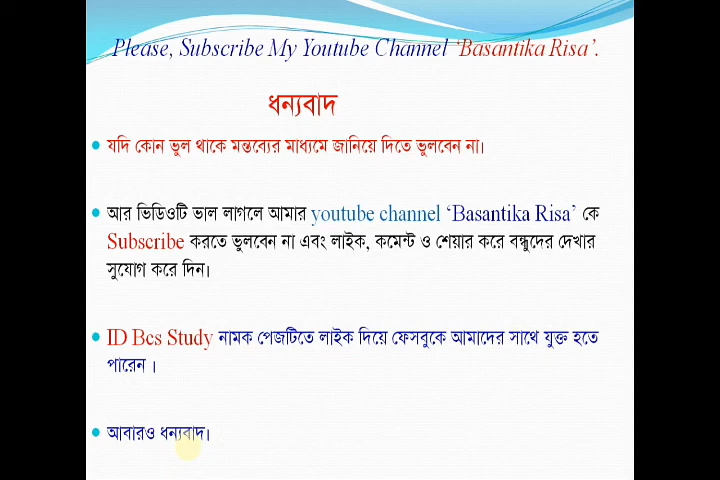 Please, Subscribe My Youtube Channel ‘Basantika Risa’.
ধন্যবাদ
যদি কোন ভুল থাকে মন্তব্যের মাধ্যমে জানিয়ে দিতে ভুলবেন না।
আর ভিডিওটি ভাল লাগলে আমার youtube channel ‘Basantika Risa’ কে
Subscribe করতে ভুলবেন না এবং লাইক, কমেন্ট ও শেয়ার করে বন্ধুদের দেখার
সুযোগ করে দিন।
ID Bcs Study নামক পেজটিতে লাইক দিয়ে ফেসবুকে আমাদের সাথে যুক্ত হতে
পারেন ।
আবারও ধন্যবাদ।